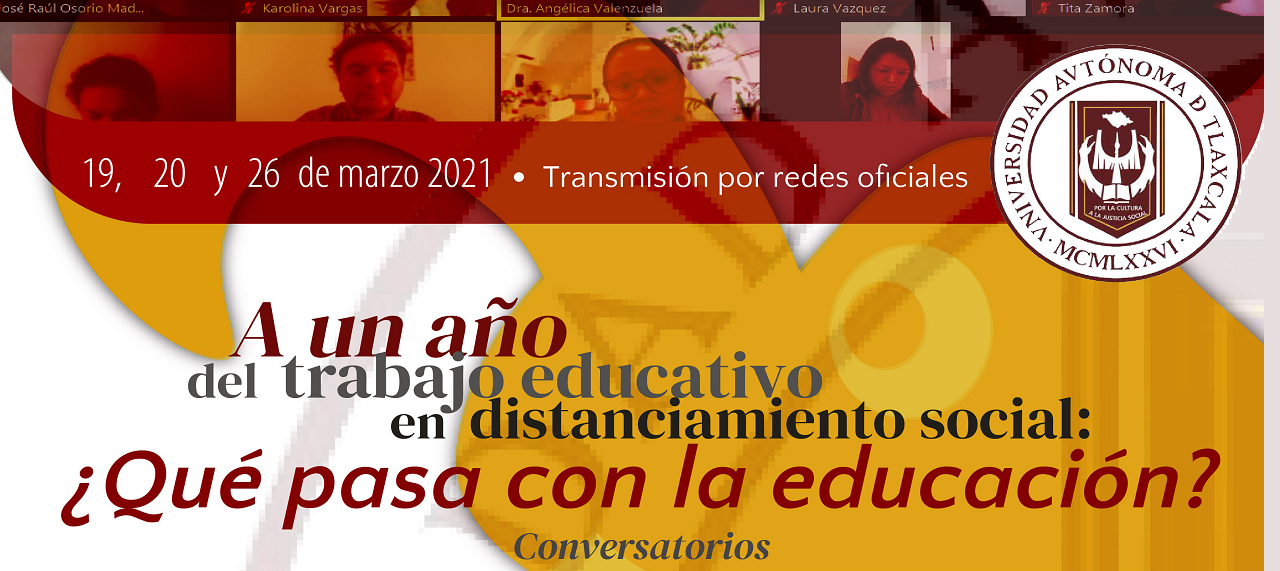 José Raúl Osorio Mad...
Karolina Vargas
Dra. Angélica Valenzuela
Laura Vazquez
Tita Zamora
19, 20 y 26 de marzo 2021 • Transmisión por redes oficiales
UNIVERSIDAD AVTÓNOMA Đ TLAXCALA
· MCMLXXVI ·
POR LA CULTURA
A LA JUSTICIA SOCIAL
A un año
del trabajo educativo
en distanciamiento social:
¿Qué pasa con la educación?
Conversatorios